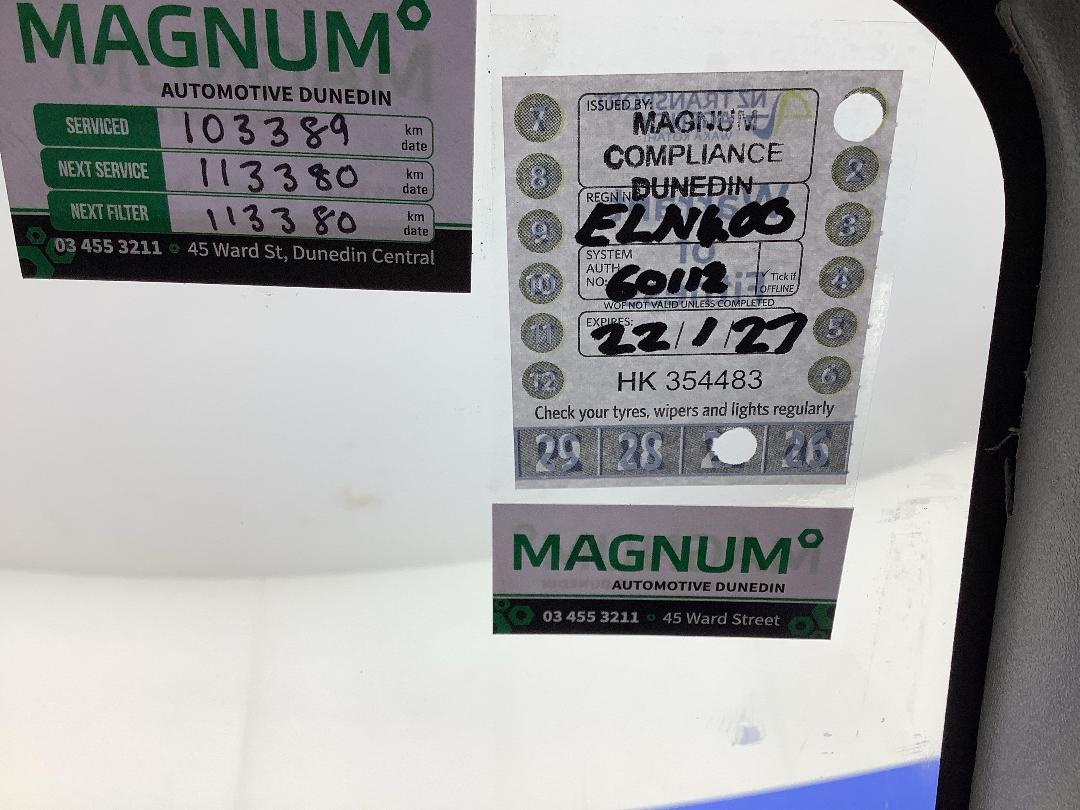 MAGNUM
AUTOMOTIVE DUNEDIN
SERVICED 103389 km date
NEXT SERVICE 113380 km date
NEXT FILTER 113380 km date
03 455 3211 45 Ward St, Dunedin Central
ISSUED BY:
MAGNUM
COMPLIANCE
DUNEDIN
REGN NO:
ELN400
SYSTEM
AUTH
NO: 60112
Tick if
OFFLINE
WOF NOT VALID UNLESS COMPLETED
EXPIRES:
22/1/27
HK 354483
Check your tyres, wipers and lights regularly
7
8
9
10
11
12
2
3
4
5
6
29 28 26
MAGNUM
AUTOMOTIVE DUNEDIN
03 455 3211 45 Ward Street